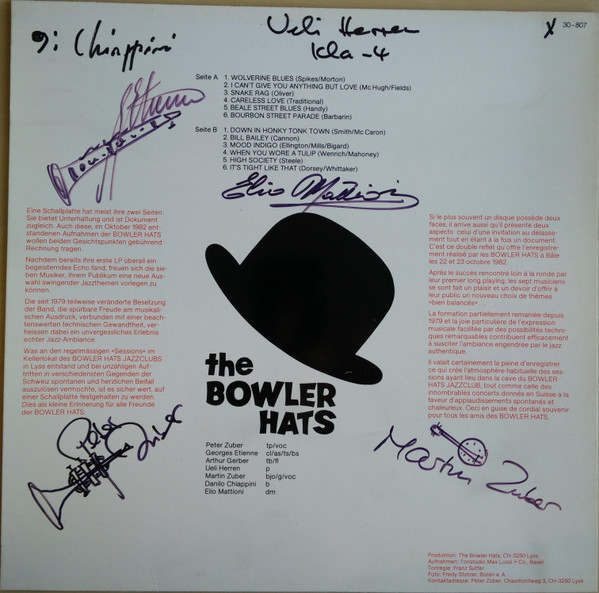 Ueli Herren
Kla-4
30-807
Di Chiappini
Seite A
1. WOLVERINE BLUES (Spikes/Morton)
2. I CAN'T GIVE YOU ANYTHING BUT LOVE (Mc Hugh/Fields)
3. SNAKE RAG (Oliver)
4. CARELESS LOVE (Traditional)
5. BEALE STREET BLUES (Handy)
6. BOURBON STREET PARADE (Barbarin)
Seite B
1. DOWN IN HONKY TONK TOWN (Smith/Mc Caron)
2. BILL BAILEY (Cannon)
3. MOOD INDIGO (Ellington/Mills/Bigard)
4. WHEN YOU WORE A TULIP (Wenrich/Mahoney)
5. HIGH SOCIETY (Steele)
6. IT'S TIGHT LIKE THAT (Dorsey/Whittaker)
Elio Mattioni
Eine Schallplatte hat meist ihre zwei Seiten:
Sie bietet Unterhaltung und ist Dokument
zugleich. Auch diese, im Oktober 1982 ent-
standenen Aufnahmen der BOWLER HATS
wollen beiden Gesichtspunkten gebührend
Rechnung tragen.
Nachdem bereits ihre erste LP überall ein
begeistertes Echo fand, freuen sich die sie-
ben Musiker, ihrem Publikum eine neue Aus-
wahl swingender Jazzthemen vorlegen zu
können.
Die seit 1979 teilweise veränderte Besetzung
der Band, die spürbare Freude am musikali-
schen Ausdruck, verbunden mit einer beach-
tenswerten technischen Gewandtheit, ver-
heissen dabei ein unvergessliches Erlebnis
echter Jazz-Ambiance.
Was an den regelmässigen «Sessions» im
Kellerlokal des BOWLER HATS JAZZCLUBS
in Lyss entstand und bei unzähligen Auf-
tritten in verschiedensten Gegenden der
Schweiz spontanen und herzlichen Beifall
auszulösen vermochte, ist es sicher wert, auf
einer Schallplatte festgehalten zu werden.
Dies als kleine Erinnerung für alle Freunde
der BOWLER HATS.
Si le plus souvent un disque possède deux
faces, il arrive aussi qu'il présente deux
aspects: celui d'une invitation au délasse-
ment tout en étant à la fois un document.
C'est ce double reflet qu'offre l'enregistre-
ment réalisé par les BOWLER HATS à Bâle
les 22 et 23 octobre 1982.
Après le succès rencontré loin à la ronde par
leur premier long playing, les sept musiciens
se sont fait un plaisir et un devoir d'offrir à
leur public un nouveau choix de thèmes
«bien balancés»...
La formation partiellement remaniée depuis
1979 et la joie particulière de l'expression
musicale facilitée par des possibilités techni-
ques remarquables contribuent efficacement
à susciter l'ambiance engendrée par le jazz
authentique.
Il valait certainement la peine d'enregistrer
ce qui crée l'atmosphère habituelle des ses-
sions ayant lieu dans la cave du BOWLER
HATS JAZZCLUB, tout comme celle des
innombrables concerts donnés en Suisse à la
faveur d'applaudissements spontanés et
chaleureux. Ceci en guise de cordial souvenir
pour tous les amis des BOWLER HATS.
the
BOWLER
HATS
Peter Zuber tp/voc
Georges Etienne cl/as/ts/bs
Arthur Gerber tb/fl
Ueli Herren p
Martin Zuber bjo/g/voc
Danilo Chiappini b
Elio Mattioni dm
Peter Zuber
Martin Zuber
Produktion: The Bowler Hats, CH-3250 Lyss
Aufnahmen: Tonstudio Max Lussi + Co., Basel
Tonregie: Franz Suter
Foto: Fredy Stotzer, Büren a. A.
Kontaktadresse: Peter Zuber, Chaumontweg 3, CH-3250 Lyss